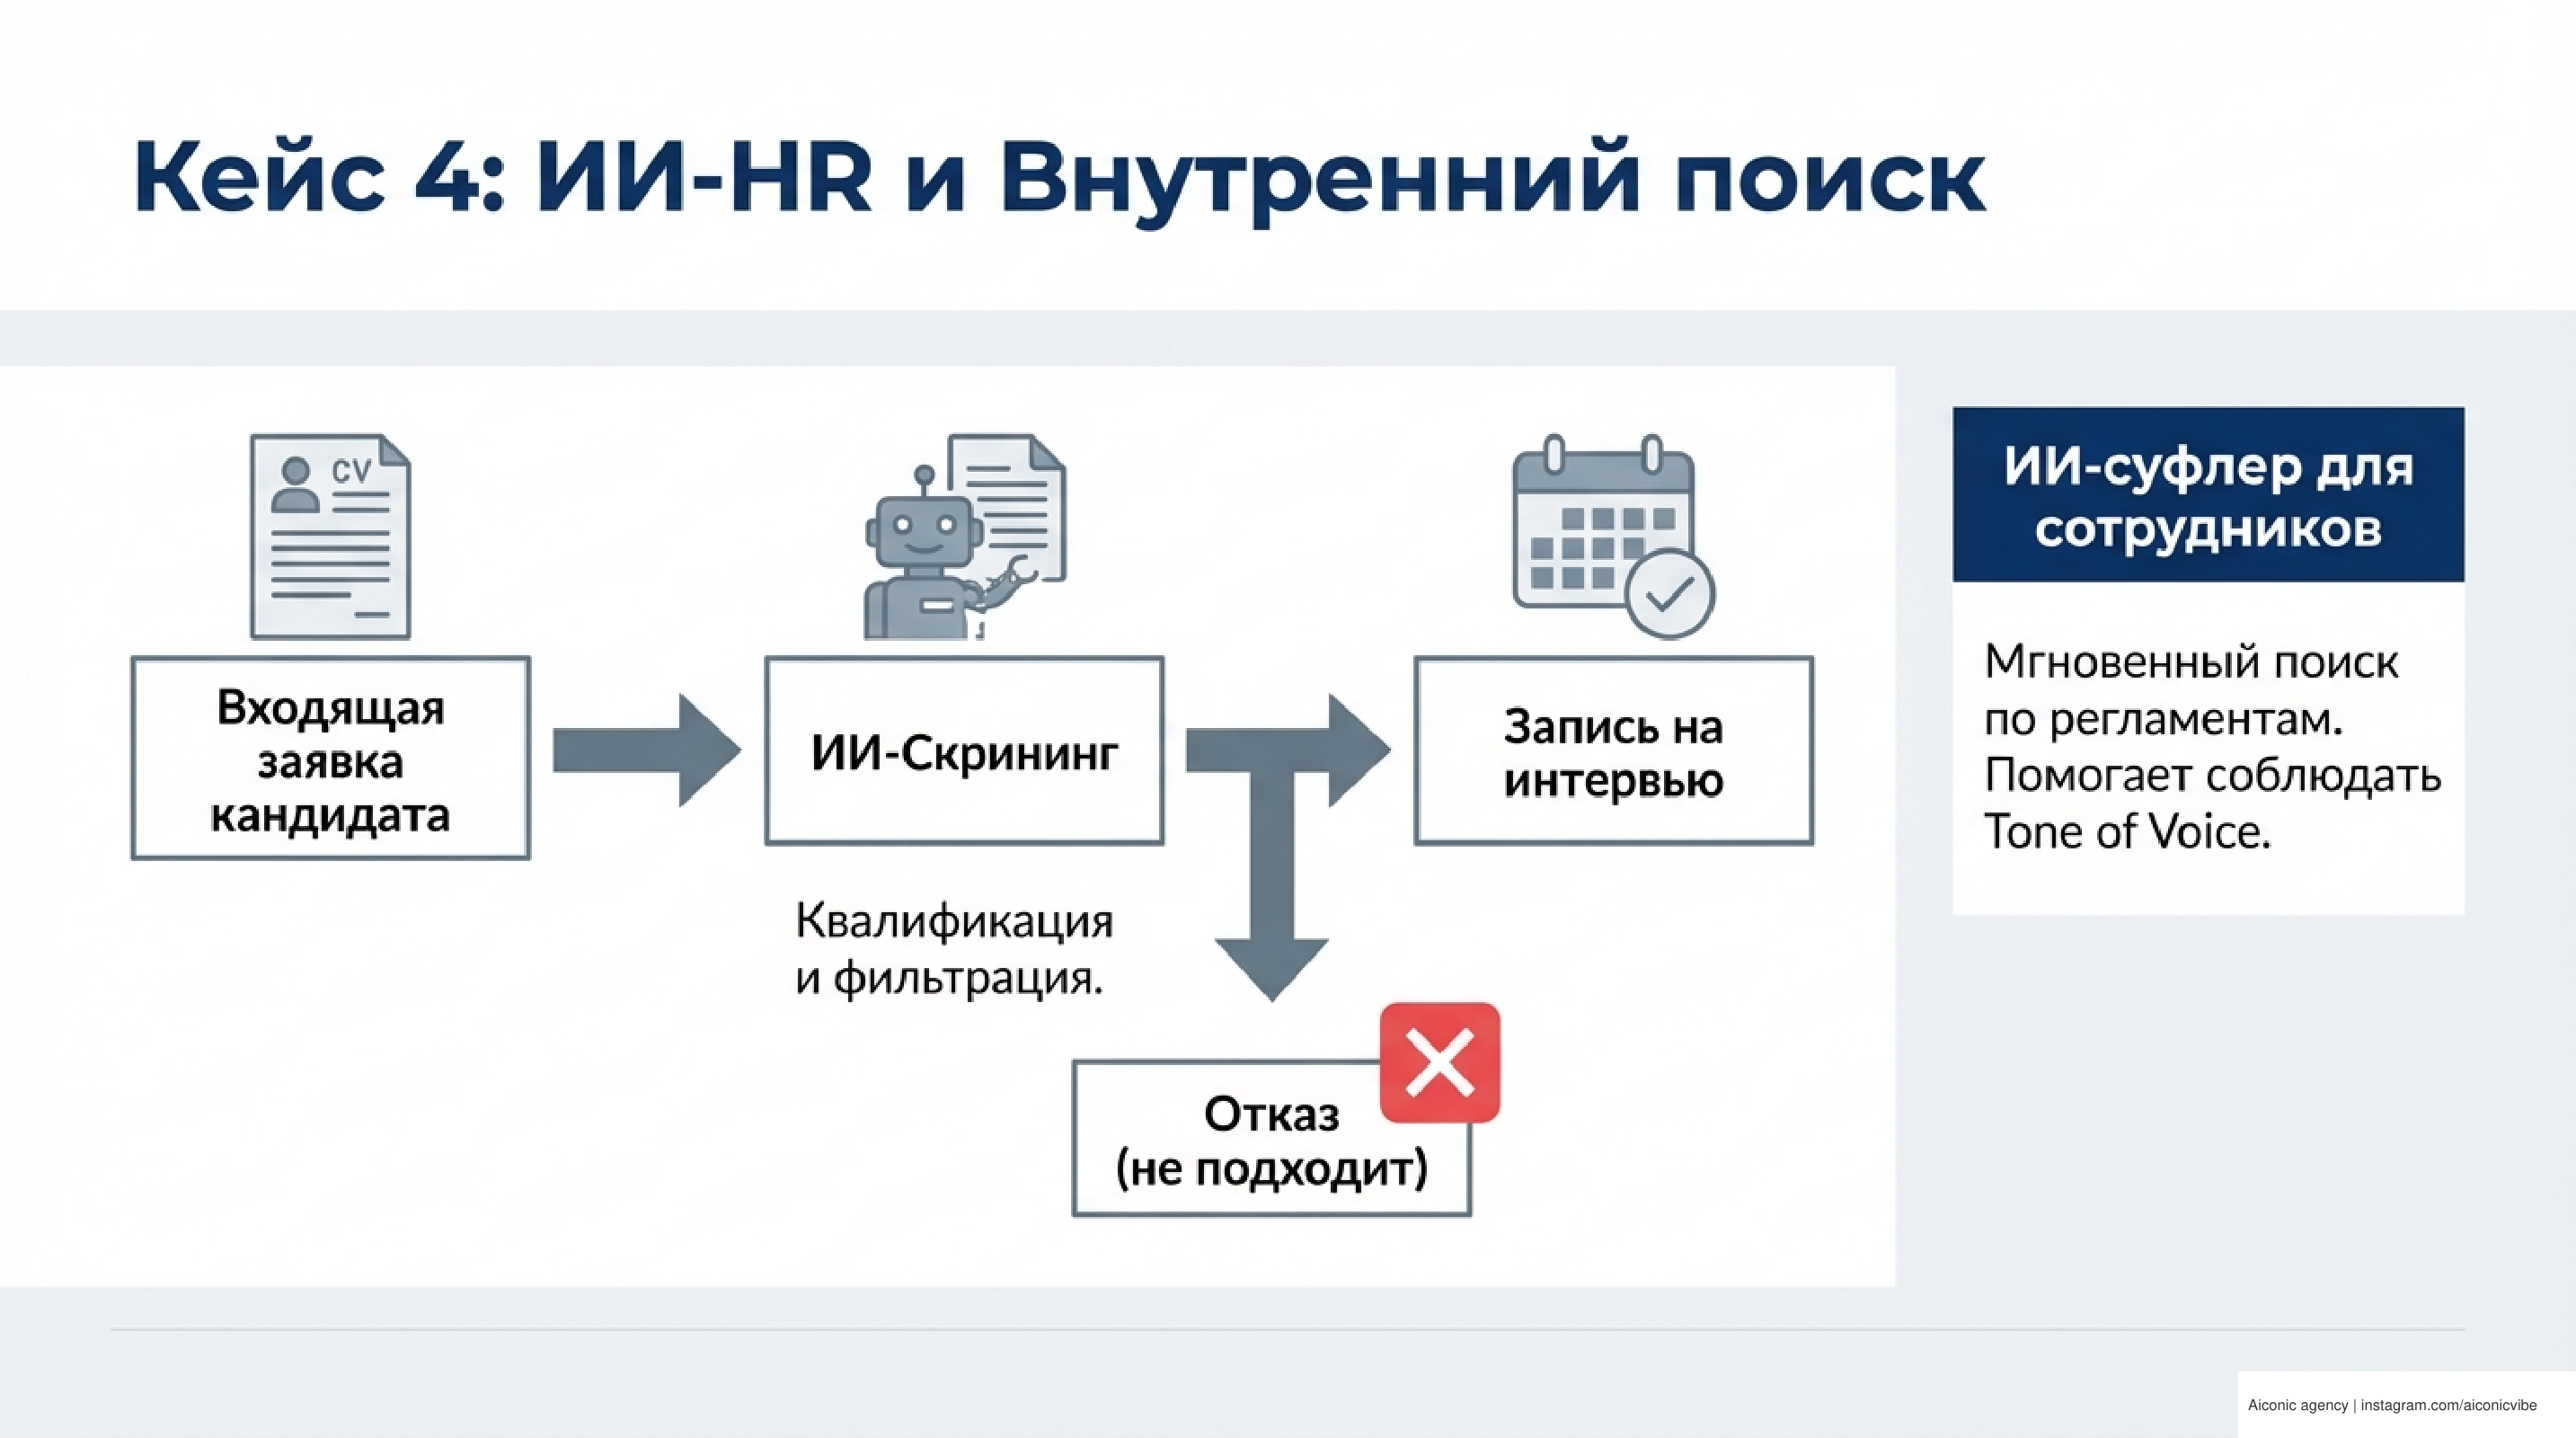 Кейс 4: ИИ-HR и Внутренний поиск
CV
Входящая
заявка
кандидата
ИИ-Скрининг
Квалификация
и фильтрация.
Запись на
интервью
Отказ
(не подходит)
ИИ-суфлер для
сотрудников
Мгновенный поиск
по регламентам.
Помогает соблюдать
Tone of Voice.
Aiconic agency | instagram.com/aiconicvibe